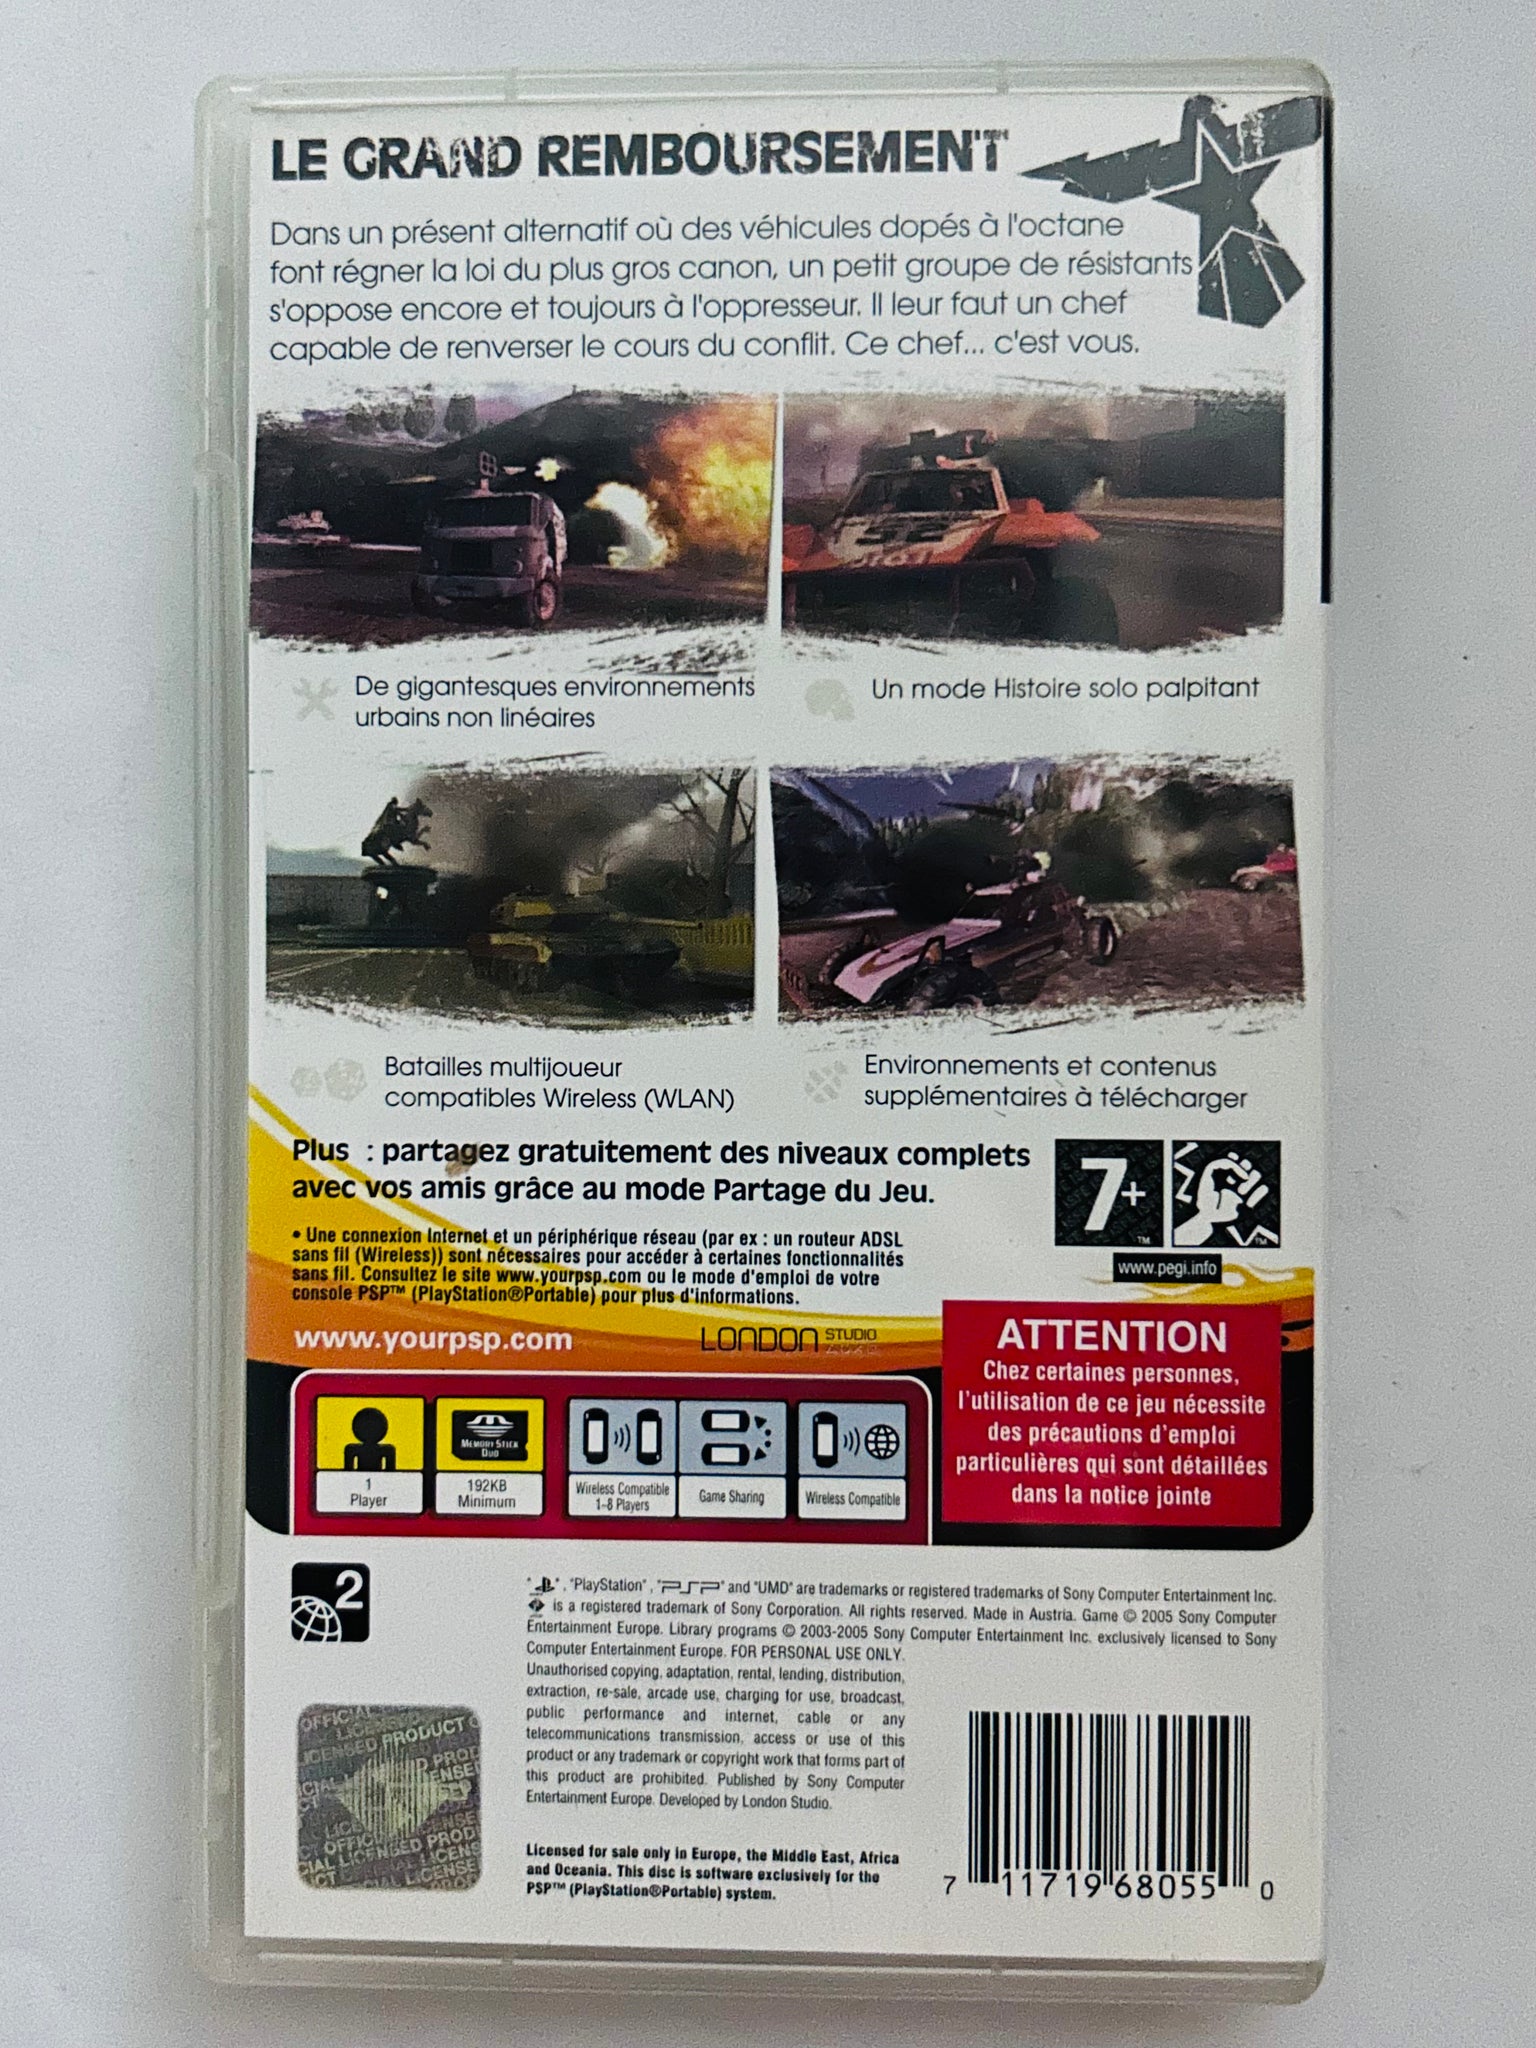 LE GRAND REMBOURSEMENT
Dans un présent alternatif où des véhicules dopés à l'octane
font régner la loi du plus gros canon, un petit groupe de résistants
s'oppose encore et toujours à l'oppresseur. Il leur faut un chef
capable de renverser le cours du conflit. Ce chef... c'est vous.
52
De gigantesques environnements
urbains non linéaires
Un mode Histoire solo palpitant
Batailles multijoueur
compatibles Wireless (WLAN)
Environnements et contenus
supplémentaires à télécharger
Plus : partagez gratuitement des niveaux complets
avec vos amis grâce au mode Partage du Jeu.
7+
www.pegi.info
• Une connexion Internet et un périphérique réseau (par ex : un routeur ADSL
sans fil (Wireless)) sont nécessaires pour accéder à certaines fonctionnalités
sans fil. Consultez le site www.yourpsp.com ou le mode d'emploi de votre
console PSP™ (PlayStation®Portable) pour plus d'informations.
www.yourpsp.com
LONDON STUDIO
ATTENTION
Chez certaines personnes,
l'utilisation de ce jeu nécessite
des précautions d'emploi
particulières qui sont détaillées
dans la notice jointe
MEMORY STICK
DUO
1
Player
192KB
Minimum
Wireless Compatible
1-8 Players
Game Sharing
Wireless Compatible
2
" ", "PlayStation", "PSP" and "UMD" are trademarks or registered trademarks of Sony Computer Entertainment Inc.
is a registered trademark of Sony Corporation. All rights reserved. Made in Austria. Game © 2005 Sony Computer
Entertainment Europe. Library programs © 2003-2005 Sony Computer Entertainment Inc. exclusively licensed to Sony
Computer Entertainment Europe. FOR PERSONAL USE ONLY.
Unauthorised copying, adaptation, rental, lending, distribution,
extraction, re-sale, arcade use, charging for use, broadcast,
public performance and internet, cable or any
telecommunications transmission, access or use of this
product or any trademark or copyright work that forms part of
this product are prohibited. Published by Sony Computer
Entertainment Europe. Developed by London Studio.
OFFICIAL LICENSED PRODUCT
Licensed for sale only in Europe, the Middle East, Africa
and Oceania. This disc is software exclusively for the
PSP™ (PlayStation®Portable) system.
7 11719 68055 0